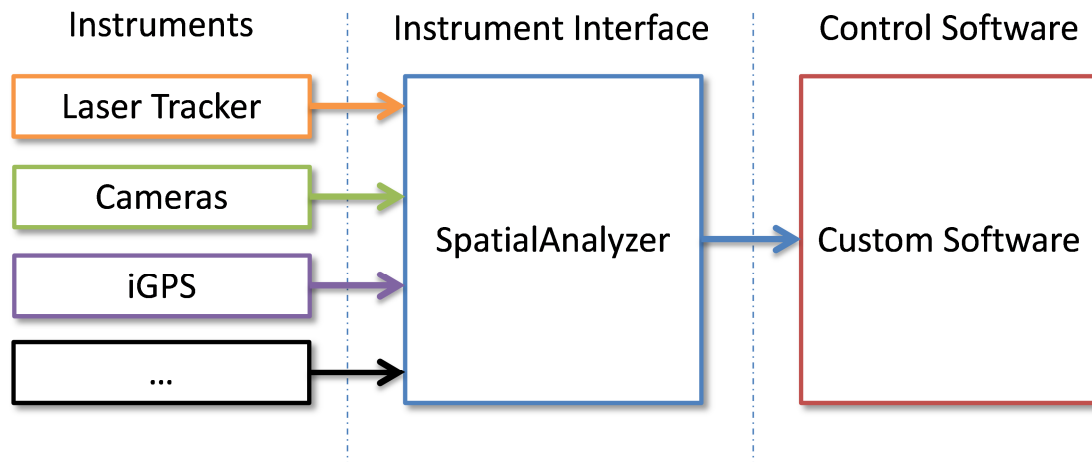 Instruments
Instrument Interface
Control Software
Laser Tracker
Cameras
iGPS
...
SpatialAnalyzer
Custom Software